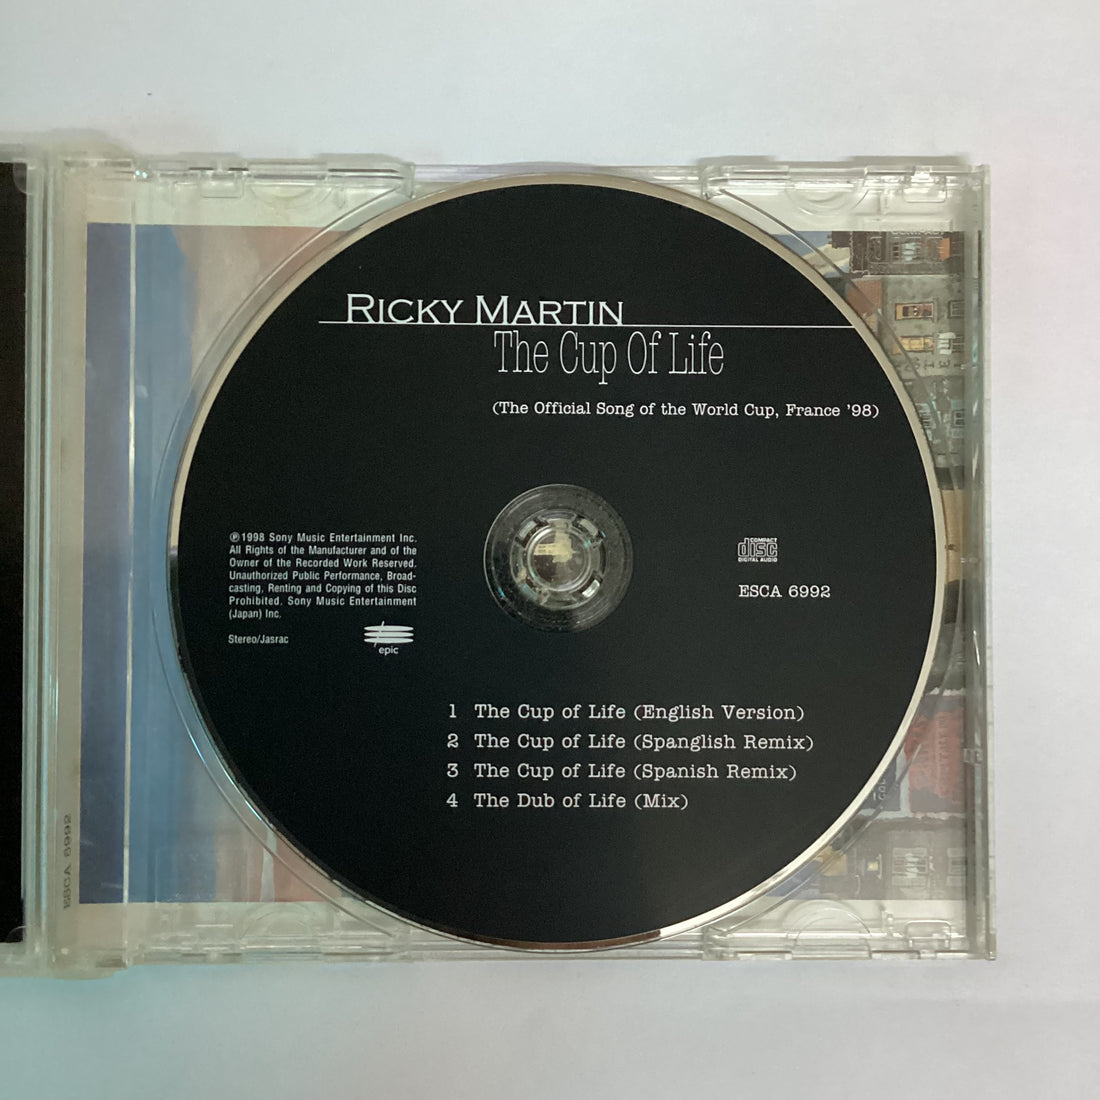 RICKY MARTIN
The Cup Of Life
(The Official Song of the World Cup, France '98)
℗1998 Sony Music Entertainment Inc.
All Rights of the Manufacturer and of the
Owner of the Recorded Work Reserved.
Unauthorized Public Performance, Broad-
casting, Renting and Copying of this Disc
Prohibited. Sony Music Entertainment
(Japan) Inc.
Stereo/Jasrac
epic
COMPACT
disc
DIGITAL AUDIO
ESCA 6992
1 The Cup of Life (English Version)
2 The Cup of Life (Spanglish Remix)
3 The Cup of Life (Spanish Remix)
4 The Dub of Life (Mix)
ESCA 6992